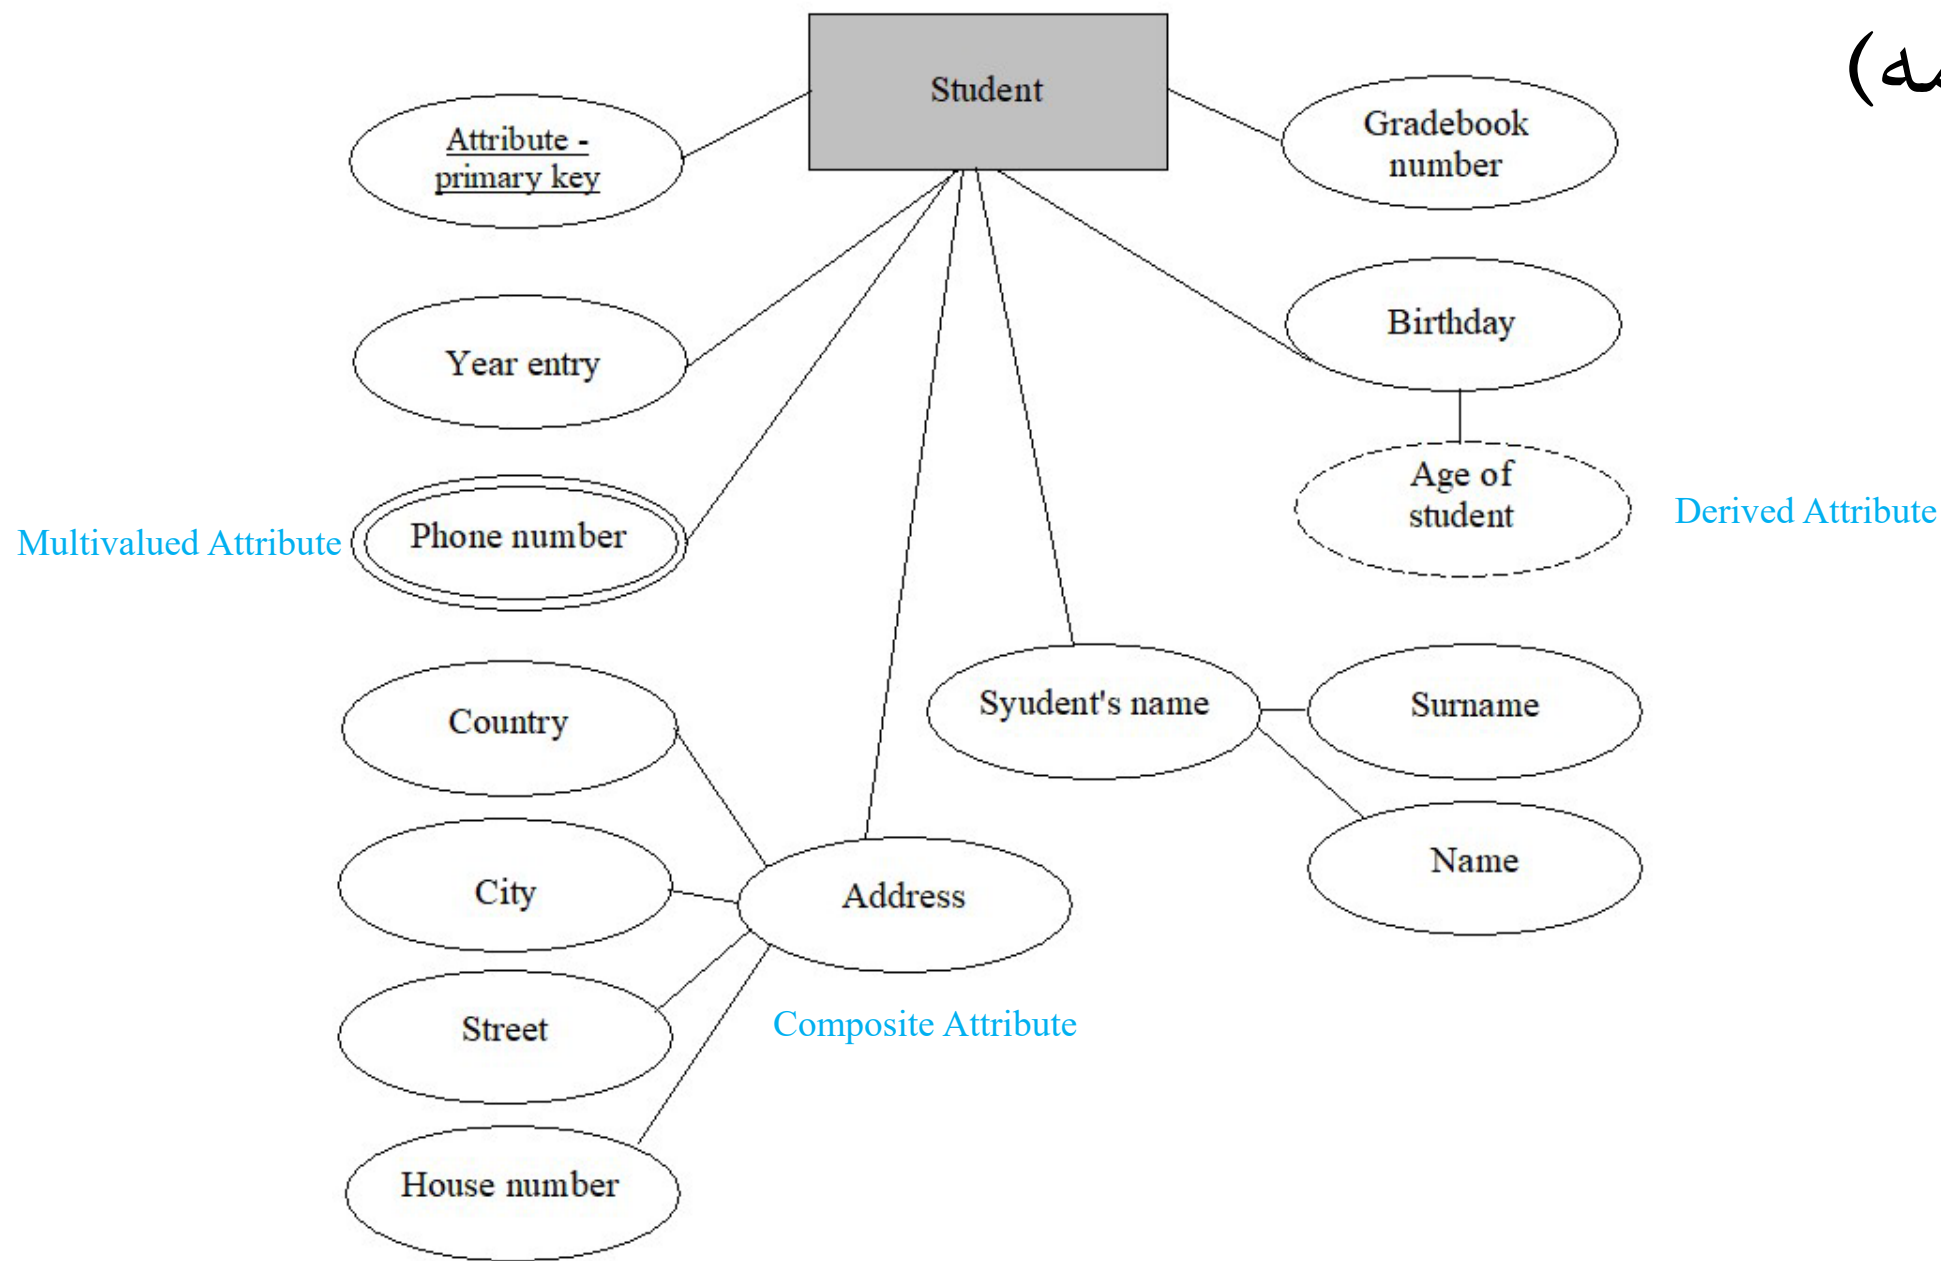 Student
Attribute -
primary key
Gradebook
number
Year entry
Birthday
Multivalued Attribute
Phone number
Age of
student
Derived Attribute
Country
Syudent's name
Surname
City
Address
Name
Street
Composite Attribute
House number